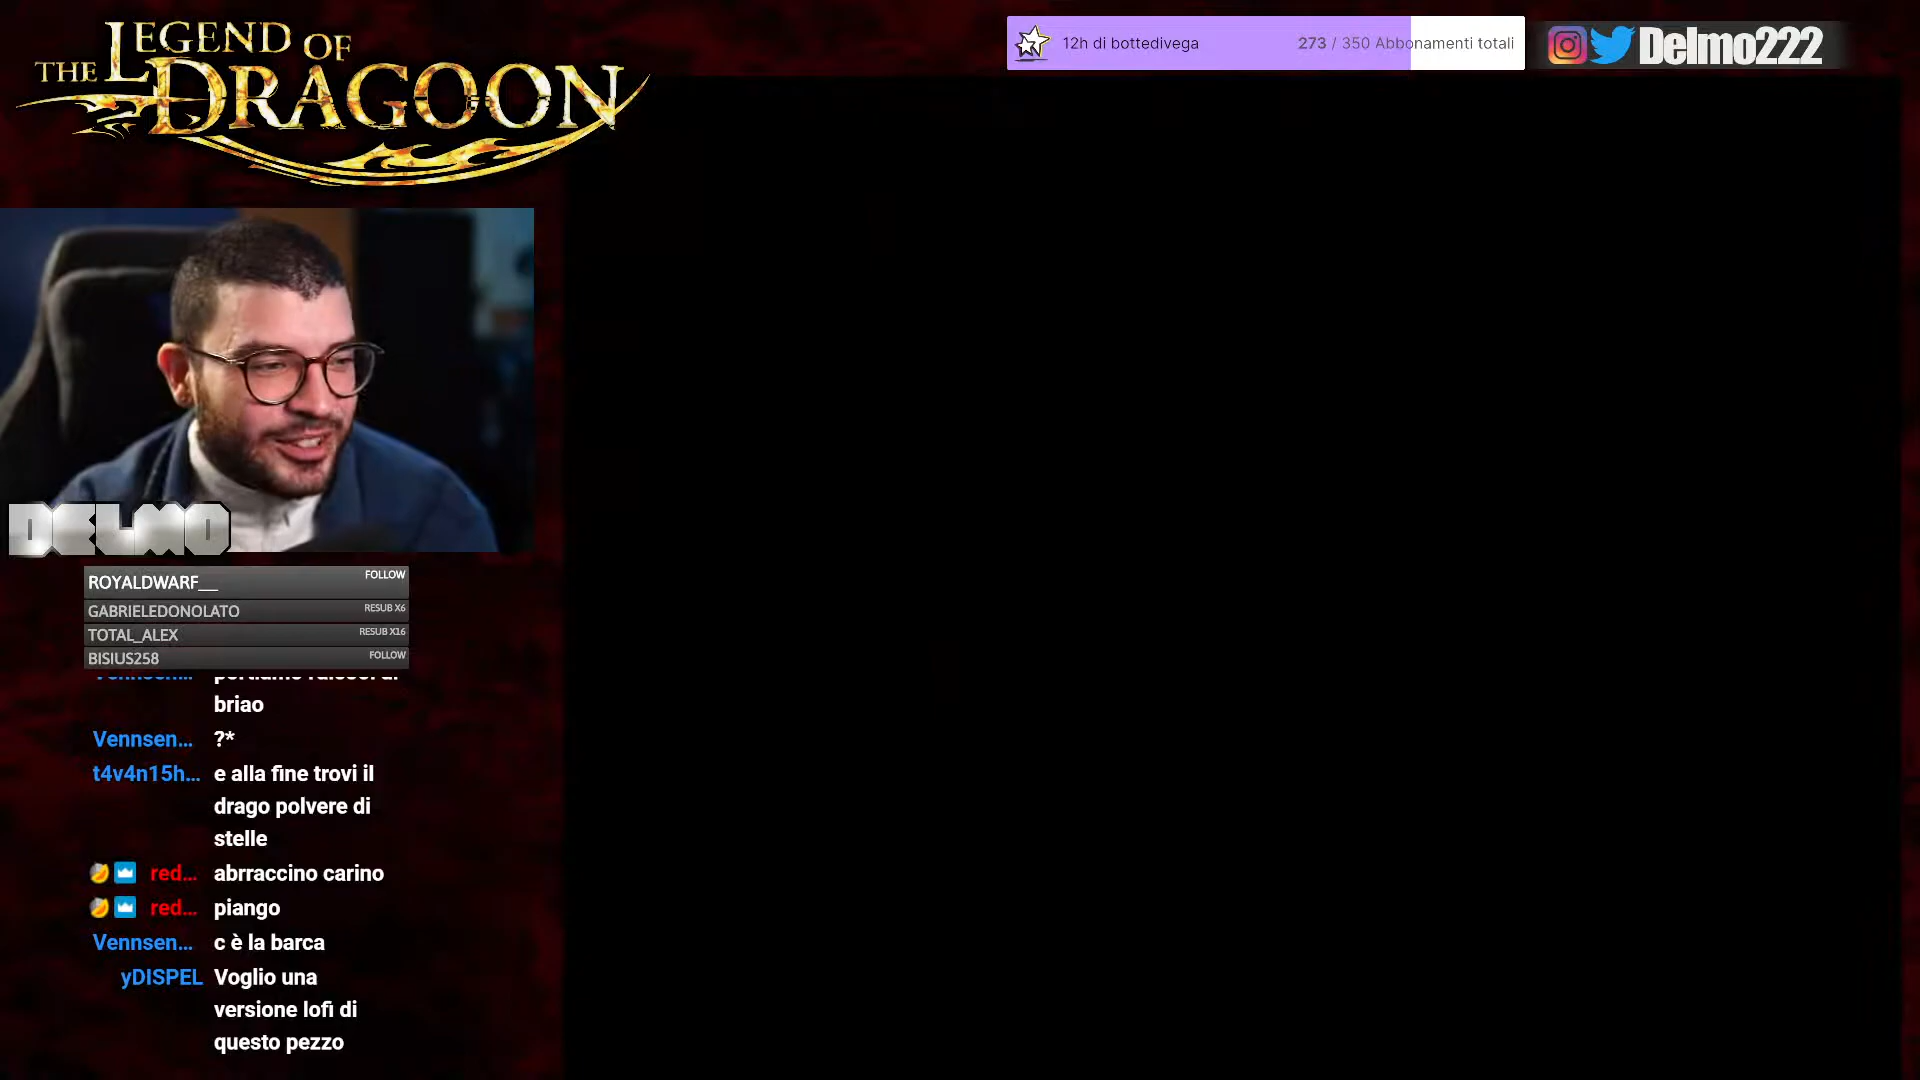 THE LEGEND OF
DRAGOON
12h di bottedivega 273 / 350 Abbonamenti totali
Delmo222
DELMO
ROYALDWARF__ FOLLOW
GABRIELEDONOLATO RESUB X6
TOTAL_ALEX RESUB X16
BISIUS258 FOLLOW
briao
Vennsen... ?*
t4v4n15h... e alla fine trovi il
drago polvere di
stelle
red... abrraccino carino
red... piango
Vennsen... c è la barca
yDISPEL Voglio una
versione lofi di
questo pezzo